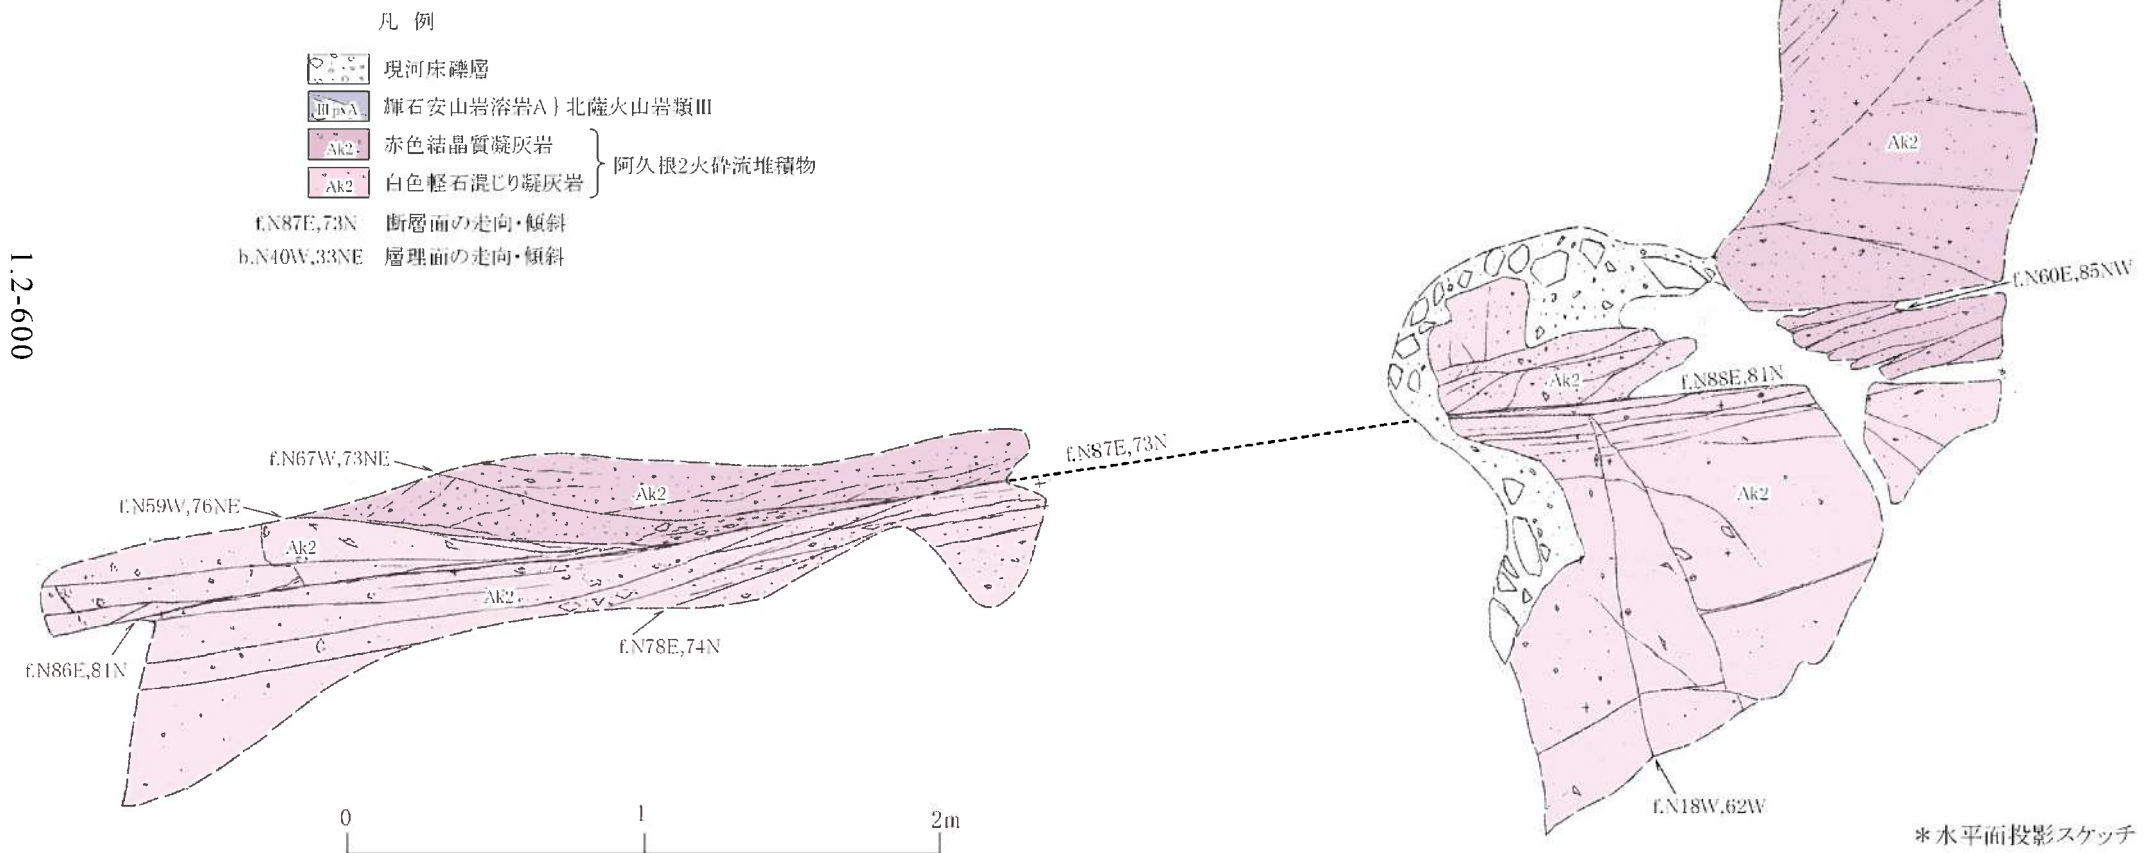 凡 例
現河床礫層
ⅢpxA 輝石安山岩溶岩A } 北薩火山岩類Ⅲ
Ak2 赤色結晶質凝灰岩
阿久根2火砕流堆積物
Ak2 白色軽石混じり凝灰岩
f.N87E,73N 断層面の走向・傾斜
b.N40W,33NE 層理面の走向・傾斜
1.2-600
Ak2
f.N60E,85NW
Ak2
f.N88E,81N
f.N87E,73N
f.N67W,73NE
Ak2
Ak2
f.N59W,76NE
Ak2
Ak2
f.N86E,81N
f.N78E,74N
f.N18W,62W
0 1 2m
*水平面投影スケッチ